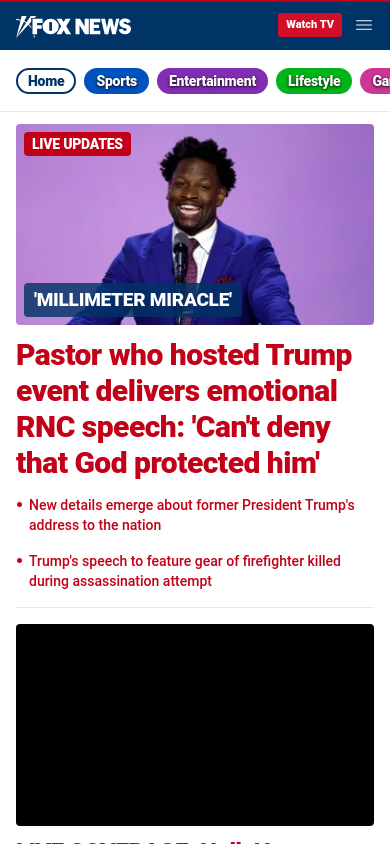 FOX NEWS
Watch TV
Home
Sports
Entertainment
Lifestyle
LIVE UPDATES
'MILLIMETER MIRACLE'
Pastor who hosted Trump
event delivers emotional
RNC speech: 'Can't deny
that God protected him'
• New details emerge about former President Trump's
address to the nation
• Trump's speech to feature gear of firefighter killed
during assassination attempt